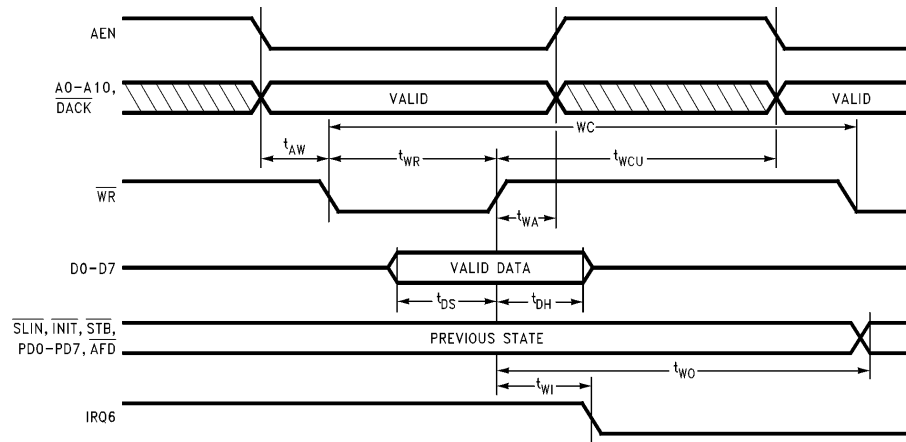 AEN
A0-A10,
DACK
VALID
VALID
WC
tAW
tWR
tWCU
WR
tWA
D0-D7
VALID DATA
tDS
tDH
SLIN, INIT, STB,
PD0-PD7, AFD
PREVIOUS STATE
tWO
tWI
IRQ6